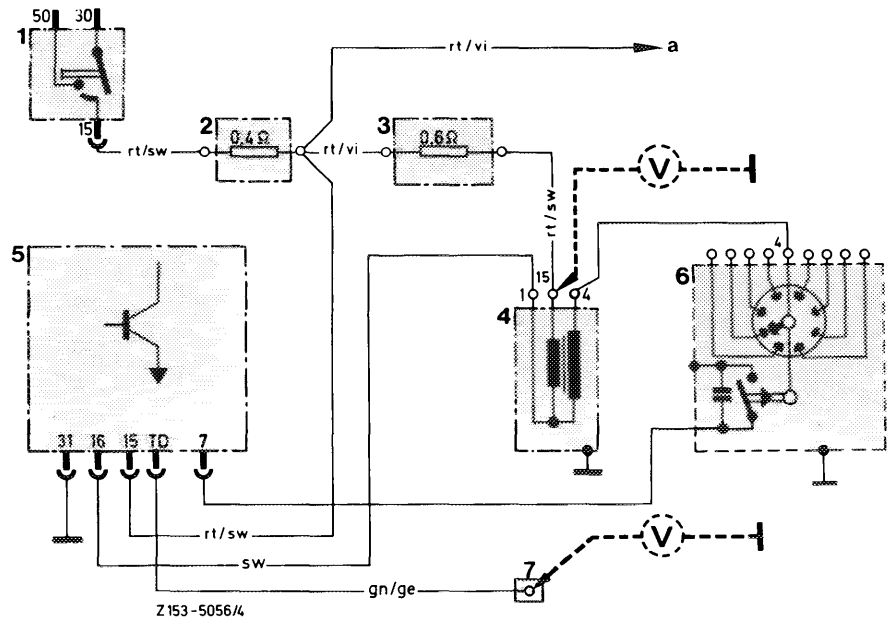 50 30
1
rt/vi
a
15
2
0,4Ω
3
0,6Ω
V
rt/sw
rt/vi
rt/sw
4
5
15
6
1
4
4
31 16 15 TD 7
rt/sw
V
sw
7
gn/ge
Z153-5056/4